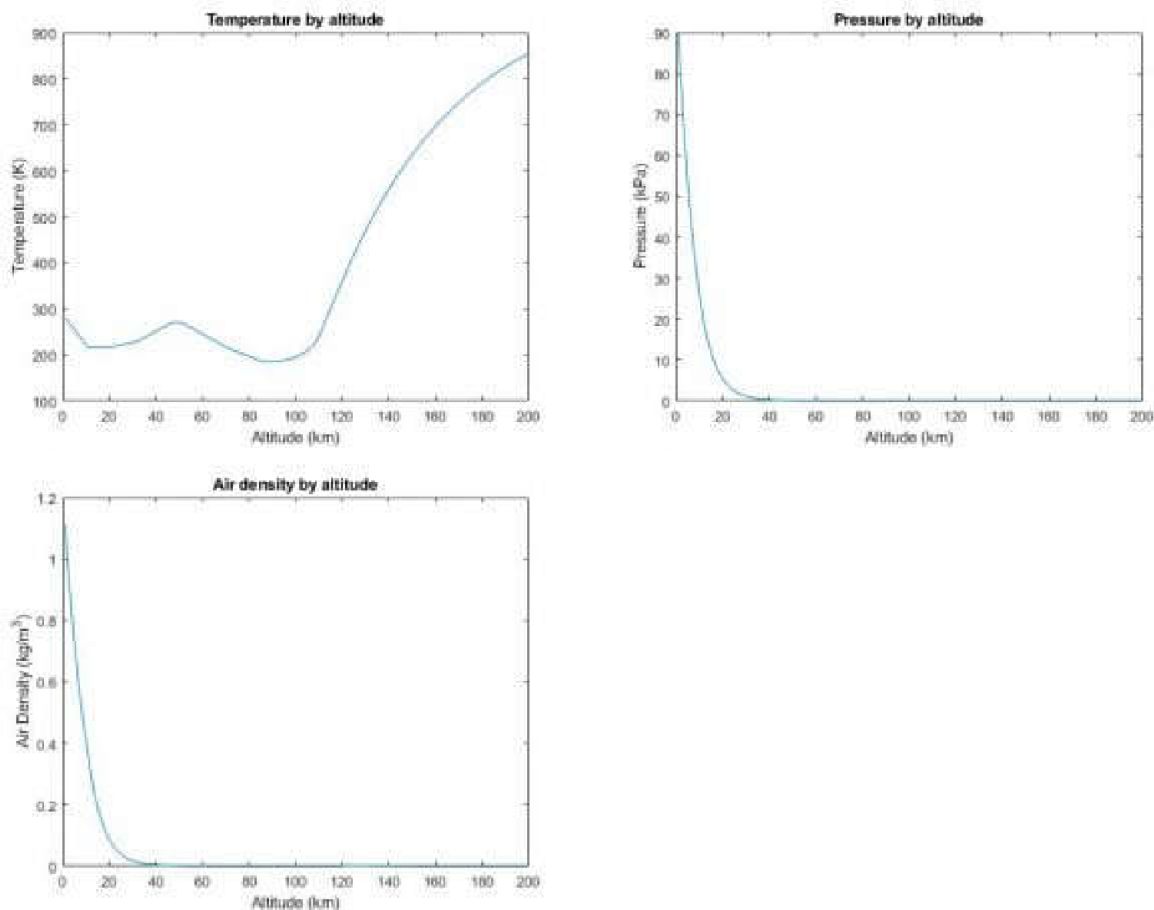 Temperature by altitude
900
800
700
600
500
400
300
200
100
Temperature (K)
0 20 40 60 80 100 120 140 160 180 200
Altitude (km)
Pressure by altitude
90
80
70
60
50
40
30
20
10
0
Pressure (kPa)
0 20 40 60 80 100 120 140 160 180 200
Altitude (km)
Air density by altitude
1.2
1
0.8
0.6
0.4
0.2
0
Air Density (kg/m³)
0 20 40 60 80 100 120 140 160 180 200
Altitude (km)